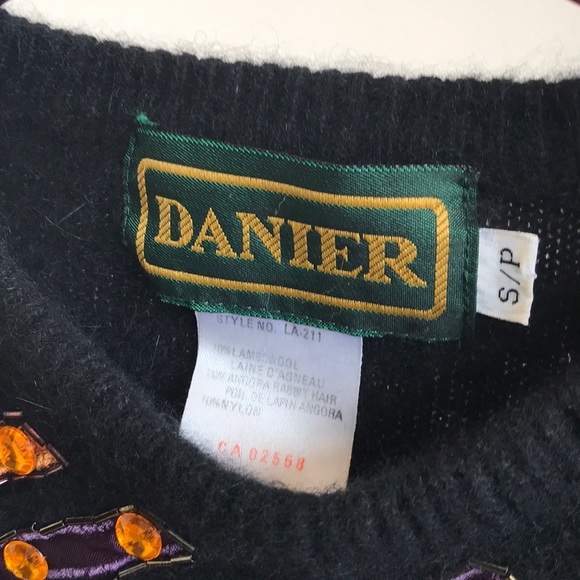 DANIER
S/P
STYLE NO. LA-211
70% LAMBSWOOL
LAINE D'AGNEAU
20% ANGORA RABBIT HAIR
POIL DE LAPIN ANGORA
10% NYLON
CA 02558